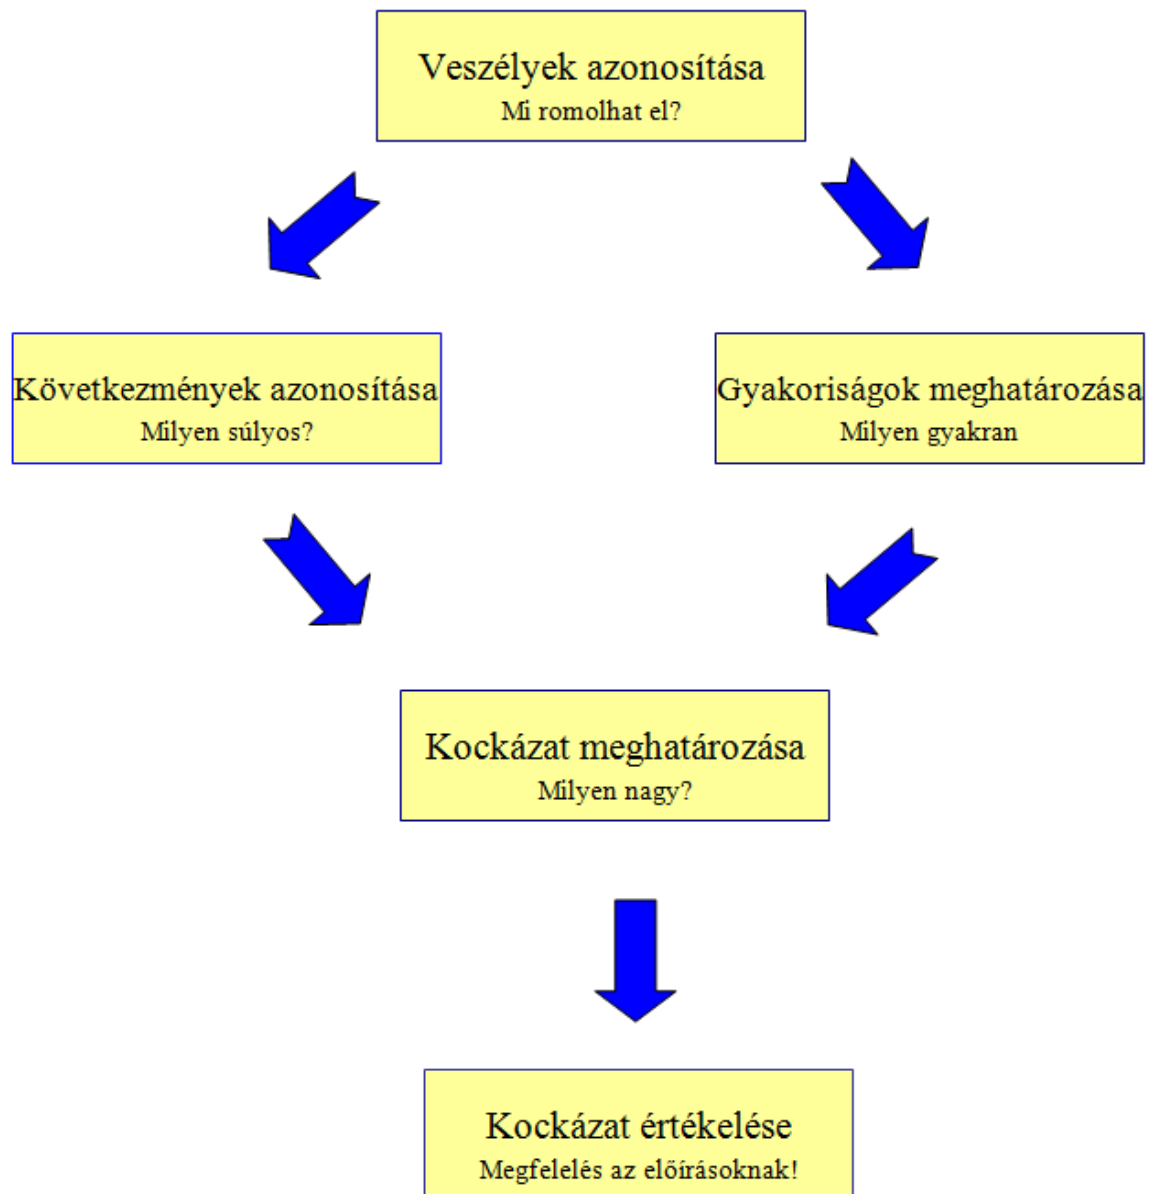 Veszélyek azonosítása
Mi romolhat el?
Következmények azonosítása
Milyen súlyos?
Gyakoriságok meghatározása
Milyen gyakran
Kockázat meghatározása
Milyen nagy?
Kockázat értékelése
Megfelelés az előírásoknak!